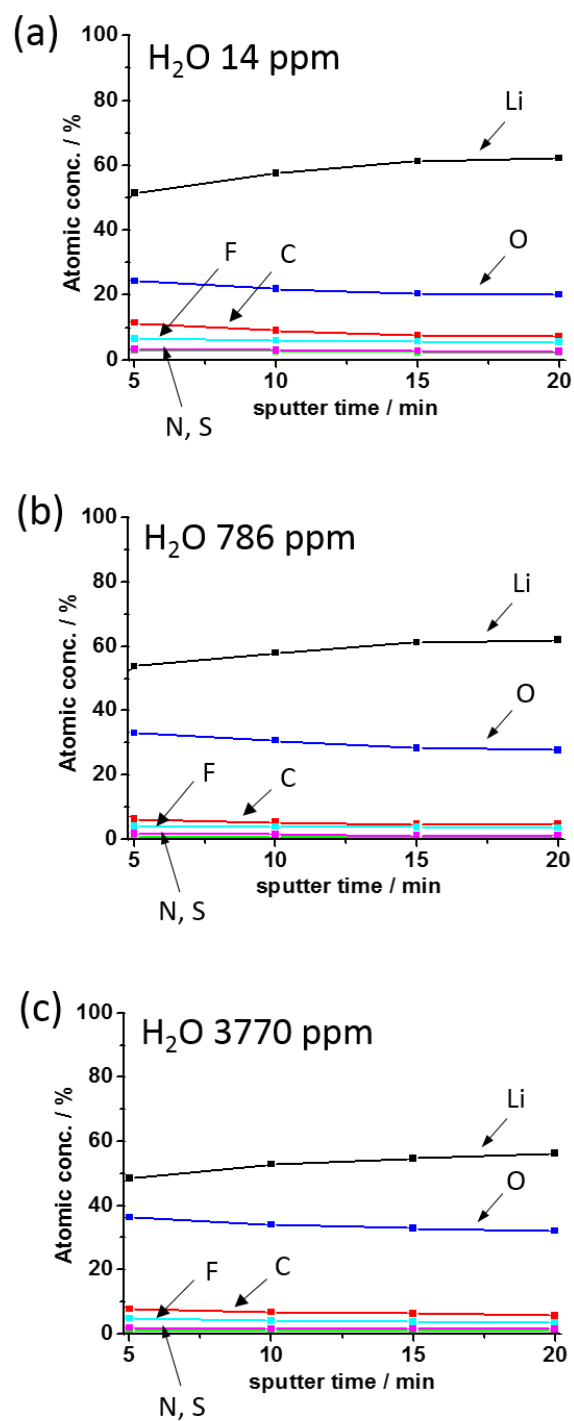 (a)
H₂O 14 ppm
Atomic conc. / %
100
80
60
40
20
0
Li
O
F
C
N, S
5
10
15
20
sputter time / min
(b)
H₂O 786 ppm
Atomic conc. / %
100
80
60
40
20
0
Li
O
F
C
N, S
5
10
15
20
sputter time / min
(c)
H₂O 3770 ppm
Atomic conc. / %
100
80
60
40
20
0
Li
O
F
C
N, S
5
10
15
20
sputter time / min